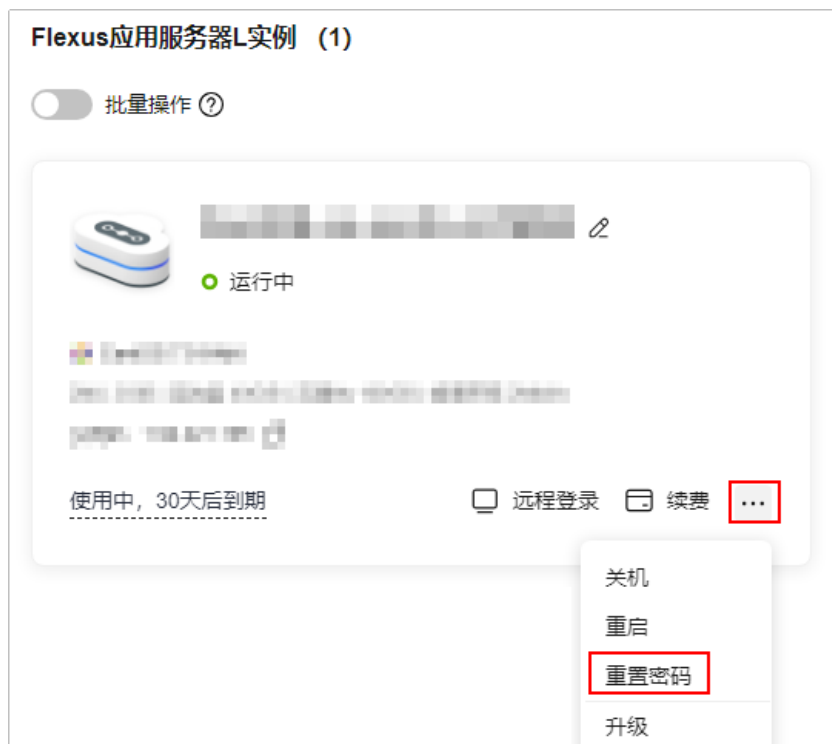 Flexus应用服务器L实例 (1)
批量操作
运行中
使用中，30天后到期 远程登录 续费 ...
关机
重启
重置密码
升级